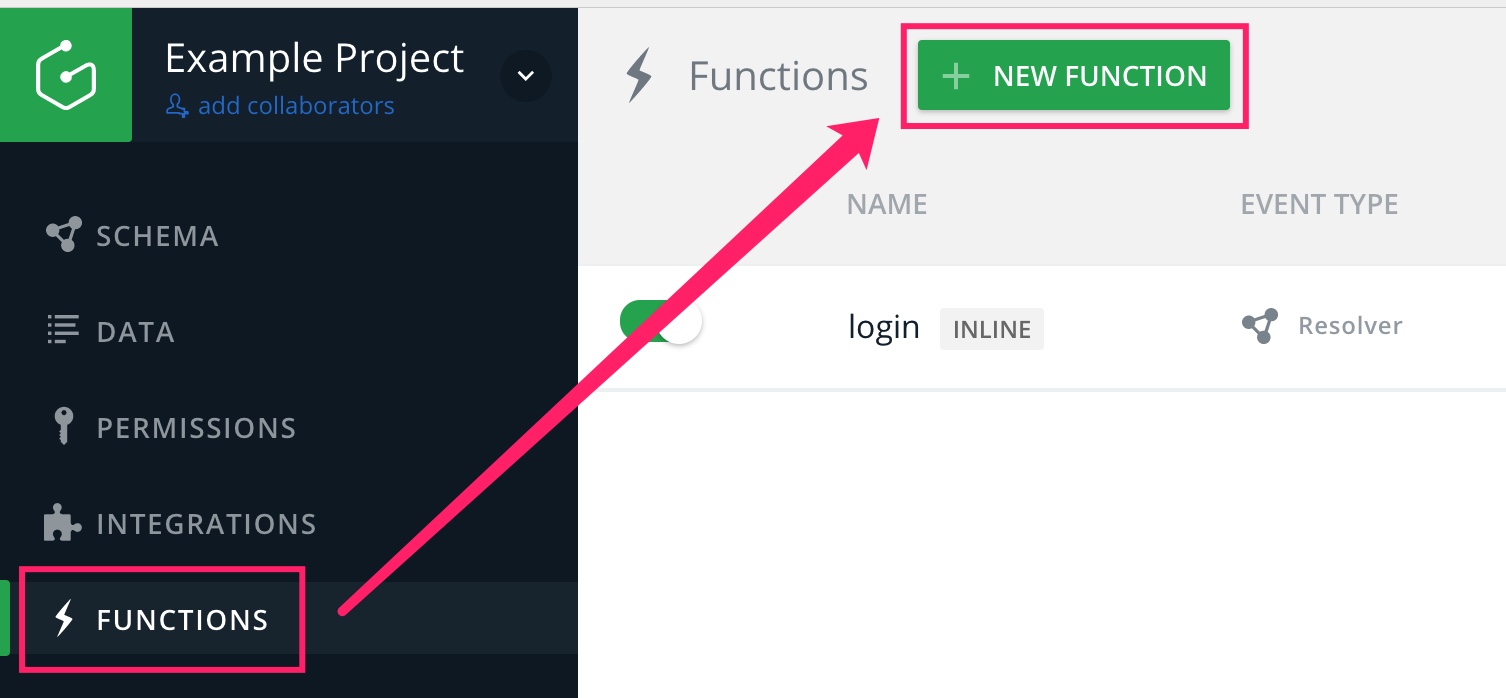 Example Project
add collaborators
SCHEMA
DATA
PERMISSIONS
INTEGRATIONS
FUNCTIONS
Functions
NEW FUNCTION
NAME EVENT TYPE
login INLINE Resolver